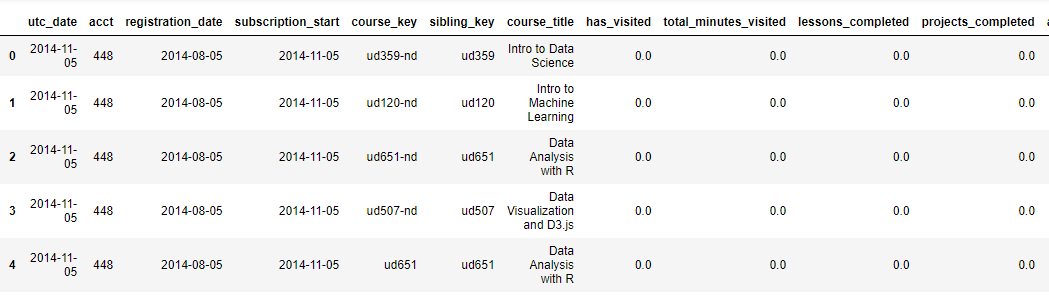 utc_date acct registration_date subscription_start course_key sibling_key course_title has_visited total_minutes_visited lessons_completed projects_completed
0 2014-11-05 448 2014-08-05 2014-11-05 ud359-nd ud359 Intro to Data Science 0.0 0.0 0.0 0.0
1 2014-11-05 448 2014-08-05 2014-11-05 ud120-nd ud120 Intro to Machine Learning 0.0 0.0 0.0 0.0
2 2014-11-05 448 2014-08-05 2014-11-05 ud651-nd ud651 Data Analysis with R 0.0 0.0 0.0 0.0
3 2014-11-05 448 2014-08-05 2014-11-05 ud507-nd ud507 Data Visualization and D3.js 0.0 0.0 0.0 0.0
4 2014-11-05 448 2014-08-05 2014-11-05 ud651 ud651 Data Analysis with R 0.0 0.0 0.0 0.0